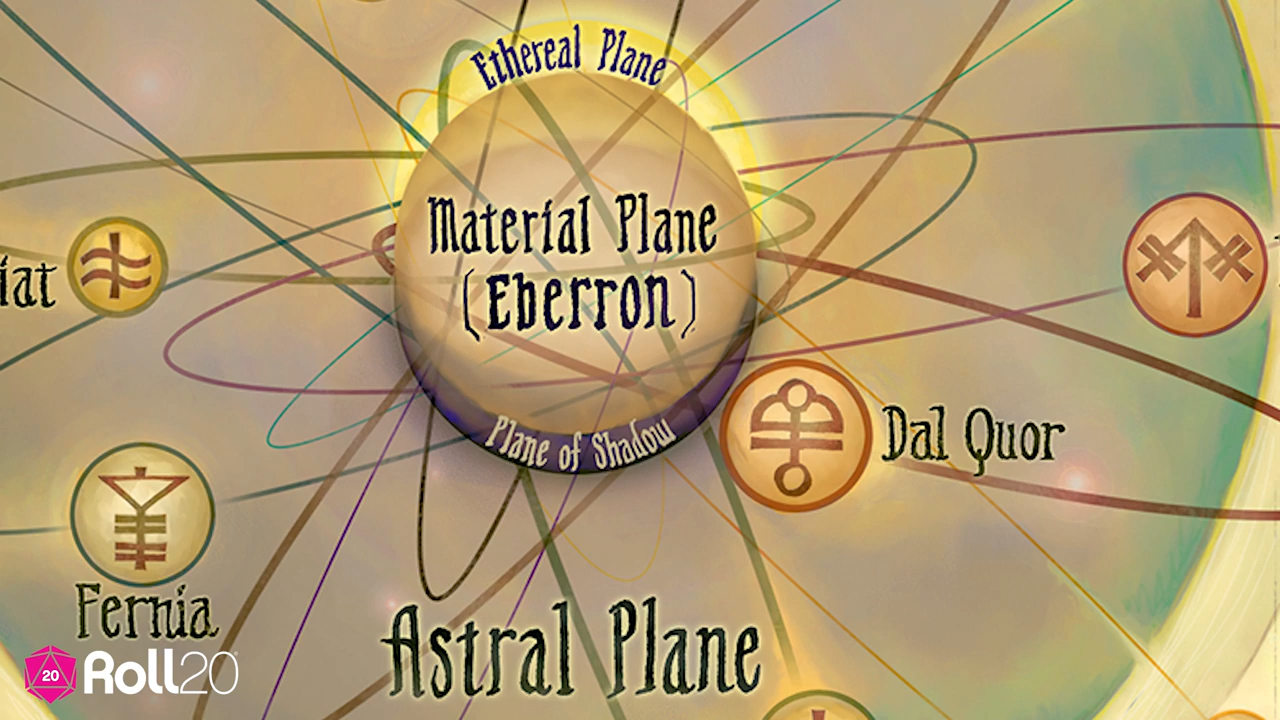 Ethereal Plane
Material Plane
(Eberron)
iat
Plane of Shadow
Dal Quor
Fernia
Astral Plane
20 Roll20